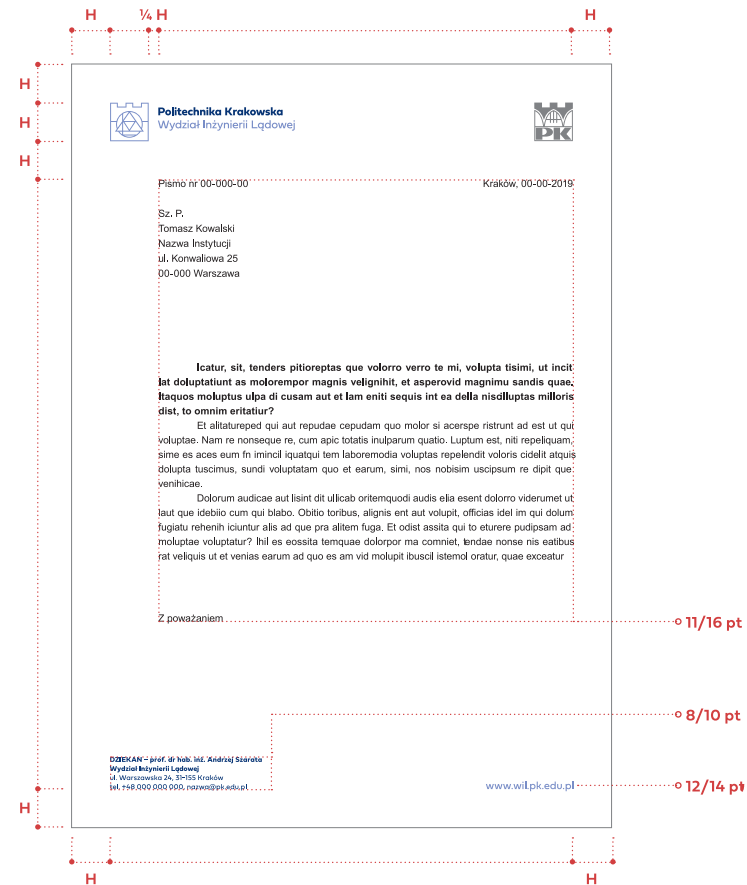 H ¼ H H
H
H
H
Politechnika Krakowska
Wydział Inżynierii Lądowej
PK
Pismo nr 00-000-00 Kraków, 00-00-2019
Sz. P.
Tomasz Kowalski
Nazwa Instytucji
ul. Konwaliowa 25
00-000 Warszawa
Icatur, sit, tenders pitioreptas que volorro verro te mi, volupta tisimi, ut incit
lat doluptatiunt as molorempor magnis velignihit, et asperovid magnimu sandis quae.
Itaquos moluptus ulpa di cusam aut et lam eniti sequis int ea della nisdilluptas milloris
dist, to omnim eritatiur?
Et alitatureped qui aut repudae cepudam quo molor si acerspe ristrunt ad est ut qui
voluptae. Nam re nonseque re, cum apic totatis inulparum quatio. Luptum est, niti repeliquam,
sime es aces eum fn imincil iquatqui tem laboremodia voluptas repelendit voloris cidelit atquis
dolupta tuscimus, sundi voluptatam quo et earum, simi, nos nobisim uscipsum re dipit que
venihicae.
Dolorum audicae aut lisint dit ullicab oritemquodi audis elia esent dolorro viderumet ut
laut que idebiio cum qui blabo. Obitio toribus, alignis ent aut volupit, officias idel im qui dolum
fugiatu rehenih iciuntur alis ad que pra alitem fuga. Et odist assita qui to eturere pudipsam ad
moluptae voluptatur? Ihil es eossita temquae dolorpor ma comniet, tendae nonse nis eatibus
rat veliquis ut et venias earum ad quo es am vid molupit ibuscil istemol oratur, quae exceatur
Z poważaniem
11/16 pt
8/10 pt
DZIEKAN – prof. dr hab. inż. Andrzej Szarata
Wydział Inżynierii Lądowej
ul. Warszawska 24, 31-155 Kraków
tel. +48 000 000 000, nazwa@pk.edu.pl
www.wil.pk.edu.pl
12/14 pt
H
H H